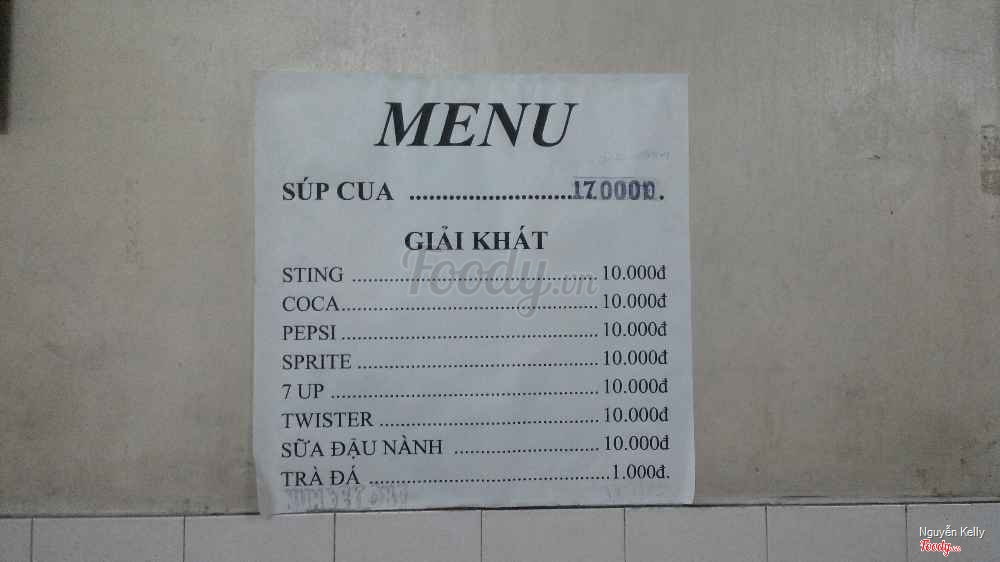 MENU
SÚP CUA ........................17.000Đ.
GIẢI KHÁT
Foody.vn
STING ........................................ 10.000đ
COCA.......................................... 10.000đ
PEPSI .......................................... 10.000đ
SPRITE ....................................... 10.000đ
7 UP ............................................ 10.000đ
TWISTER .................................... 10.000đ
SỮA ĐẬU NÀNH ........................ 10.000đ
TRÀ ĐÁ ........................................1.000đ.
Nguyễn Kelly
Foody.vn